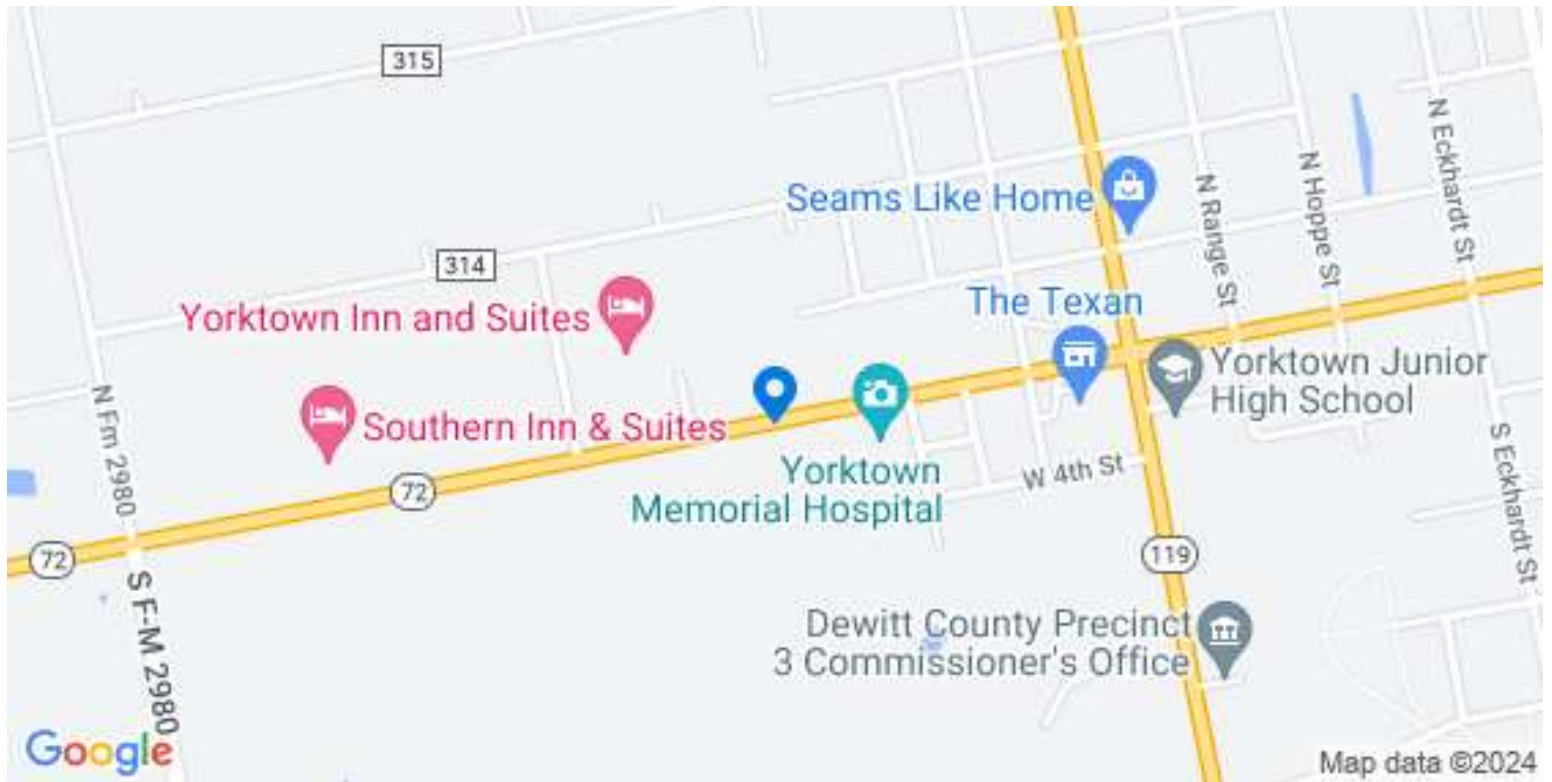 315
N Eckhardt St
N Hoppe St
N Range St
Seams Like Home
314
Yorktown Inn and Suites
The Texan
Yorktown Junior
High School
N Fm 2980
Southern Inn & Suites
72
Yorktown
Memorial Hospital
W 4th St
S Eckhardt St
72
119
S F-M 2980
Dewitt County Precinct
3 Commissioner's Office
Google
Map data ©2024